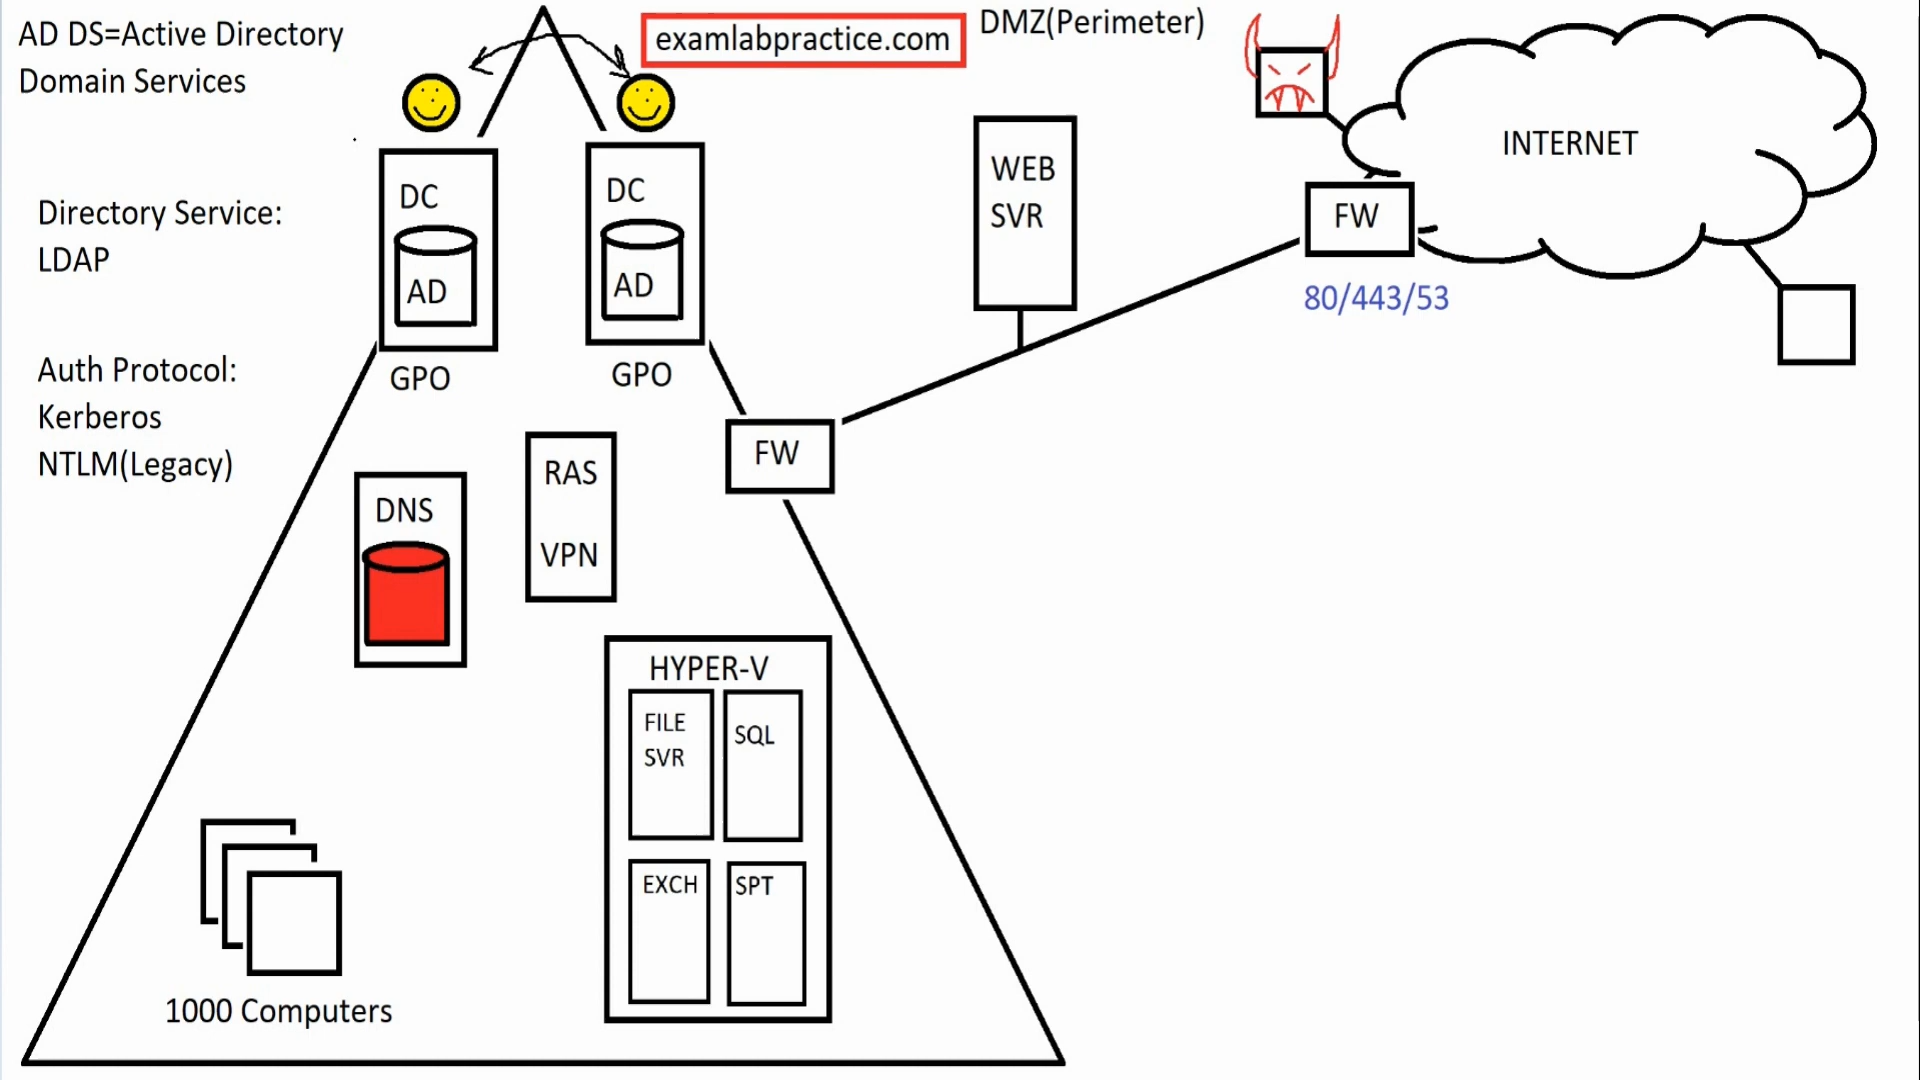 AD DS=Active Directory
Domain Services
examlabpractice.com
DMZ(Perimeter)
INTERNET
Directory Service:
LDAP
DC
AD
GPO
DC
AD
GPO
WEB
SVR
FW
80/443/53
Auth Protocol:
Kerberos
NTLM(Legacy)
FW
DNS
RAS
VPN
HYPER-V
FILE
SVR
SQL
EXCH
SPT
1000 Computers